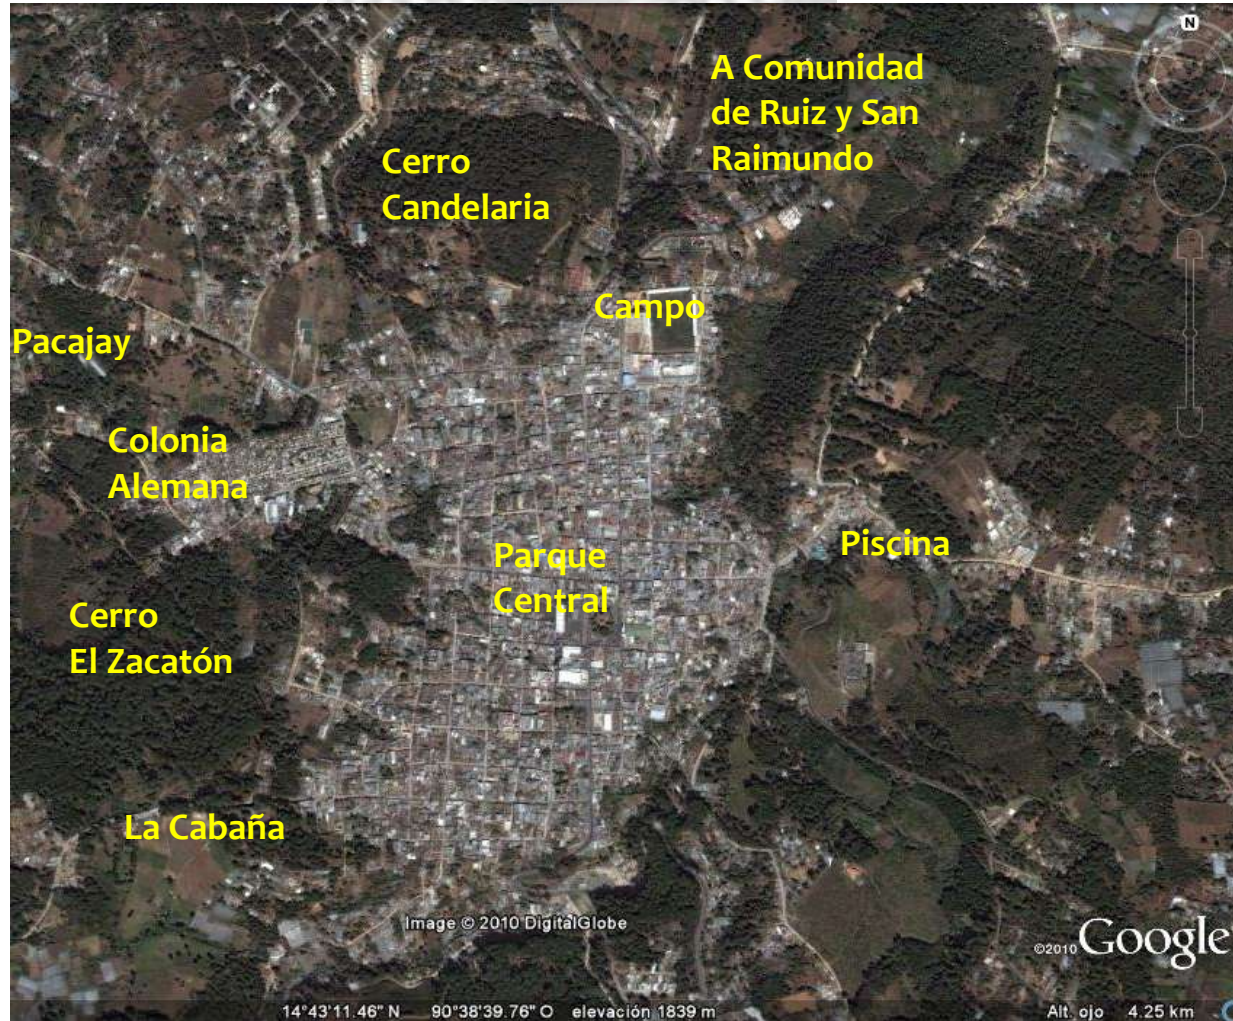 N
A Comunidad
de Ruiz y San
Raimundo
Cerro
Candelaria
Campo
Pacajay
Colonia
Alemana
Parque
Central
Piscina
Cerro
El Zacatón
La Cabaña
Image © 2010 DigitalGlobe
©2010 Google
14°43'11.46" N 90°38'39.76" O elevación 1839 m Alt. ojo 4.25 km